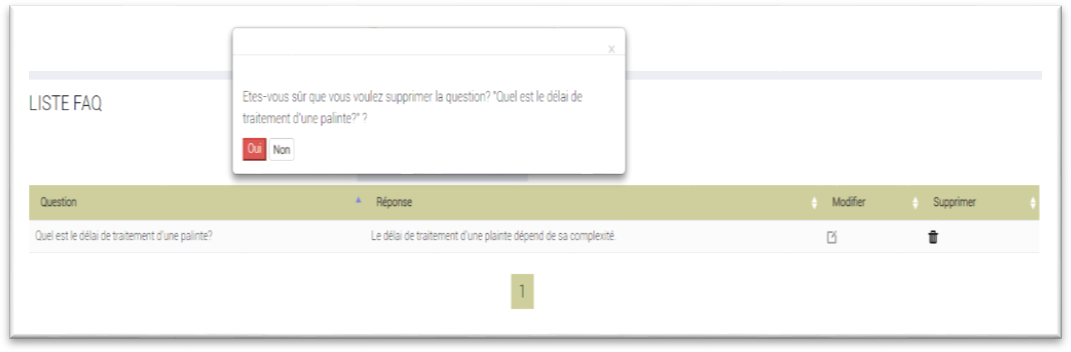 x
Etes-vous sûr que vous voulez supprimer la question? "Quel est le délai de
traitement d'une palinte?" ?
Oui Non
LISTE FAQ
Question Réponse Modifier Supprimer
Quel est le délai de traitement d'une palinte? Le délai de traitement d'une plainte dépend de sa complexité
1